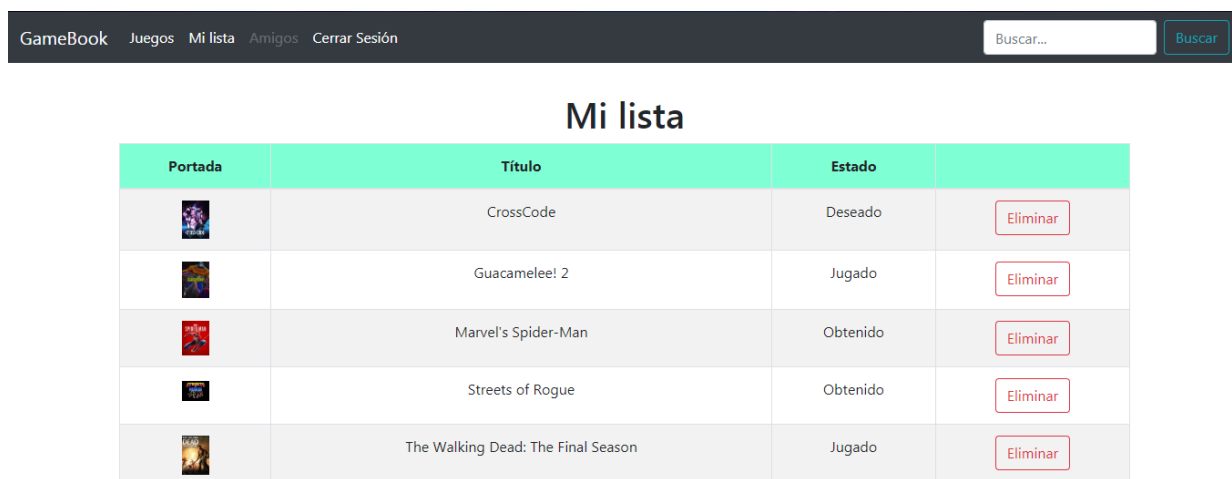 GameBook Juegos Mi lista Amigos Cerrar Sesión Buscar... Buscar
Mi lista
Portada Título Estado
CrossCode Deseado Eliminar
Guacamelee! 2 Jugado Eliminar
Marvel's Spider-Man Obtenido Eliminar
Streets of Rogue Obtenido Eliminar
The Walking Dead: The Final Season Jugado Eliminar